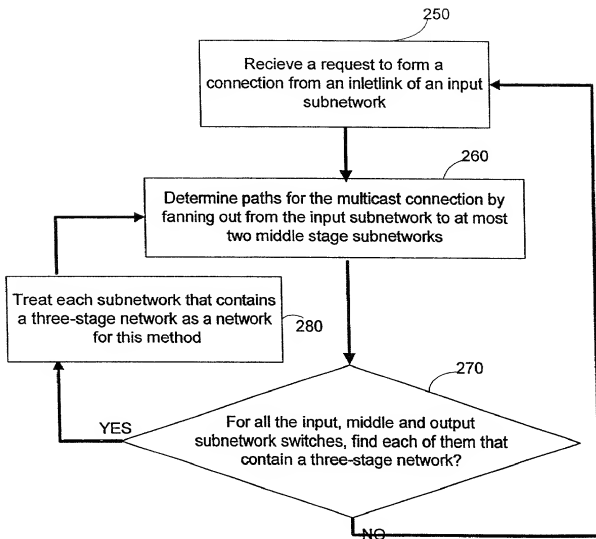 250
Recieve a request to form a
connection from an inletlink of an input
subnetwork
260
Determine paths for the multicast connection by
fanning out from the input subnetwork to at most
two middle stage subnetworks
Treat each subnetwork that contains
a three-stage network as a network
for this method
280
270
For all the input, middle and output
subnetwork switches, find each of them that
contain a three-stage network?
YES
NO